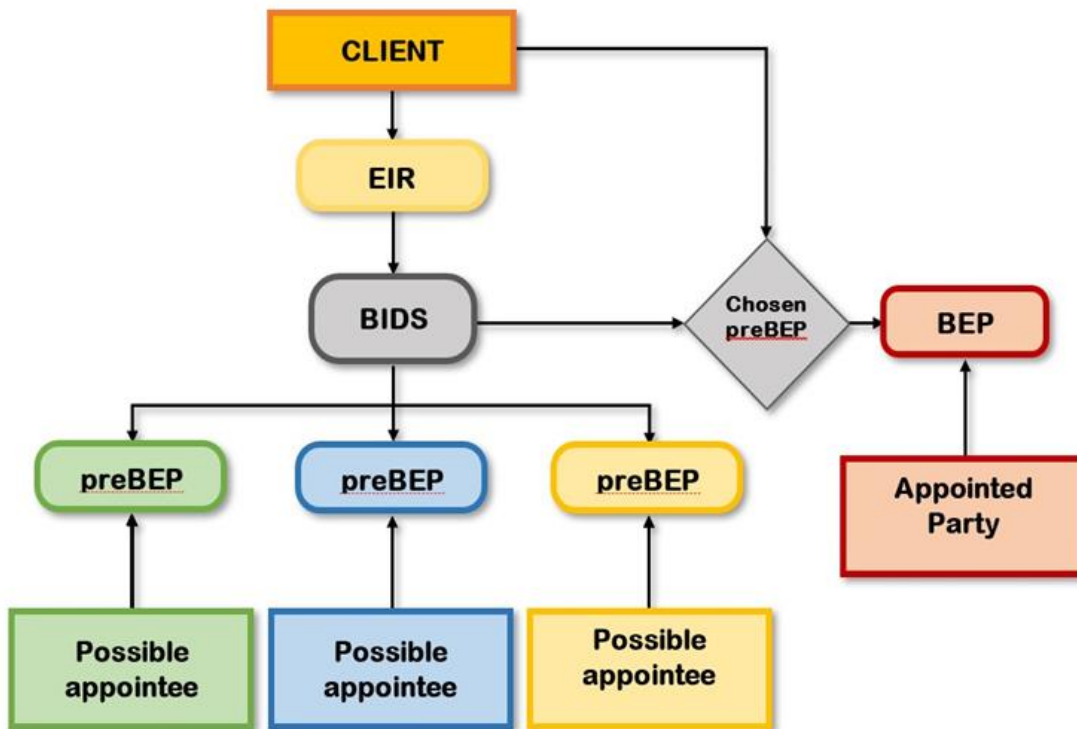 CLIENT
EIR
BIDS
Chosen
preBEP
BEP
preBEP
preBEP
preBEP
Appointed
Party
Possible
appointee
Possible
appointee
Possible
appointee